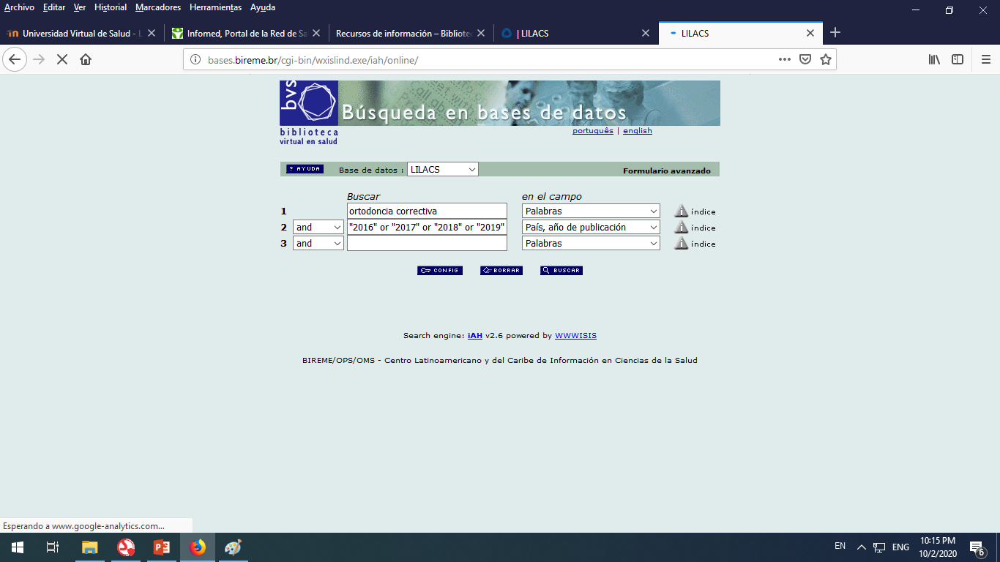 Archivo Editar Ver Historial Marcadores Herramientas Ayuda
Universidad Virtual de Salud - L Infomed, Portal de la Red de Sa Recursos de información – Bibliote | LILACS LILACS
bases.bireme.br/cgi-bin/wxislind.exe/iah/online/
bvs
Búsqueda en bases de datos
biblioteca
virtual en salud
português | english
? AYUDA Base de datos : LILACS Formulario avanzado
Buscar en el campo
1 ortodoncia correctiva Palabras índice
2 and "2016" or "2017" or "2018" or "2019" País, año de publicación índice
3 and Palabras índice
CONFIG BORRAR BUSCAR
Search engine: iAH v2.6 powered by WWWISIS
BIREME/OPS/OMS - Centro Latinoamericano y del Caribe de Información en Ciencias de la Salud
Esperando a www.google-analytics.com...
EN ENG 10:15 PM
10/2/2020 6